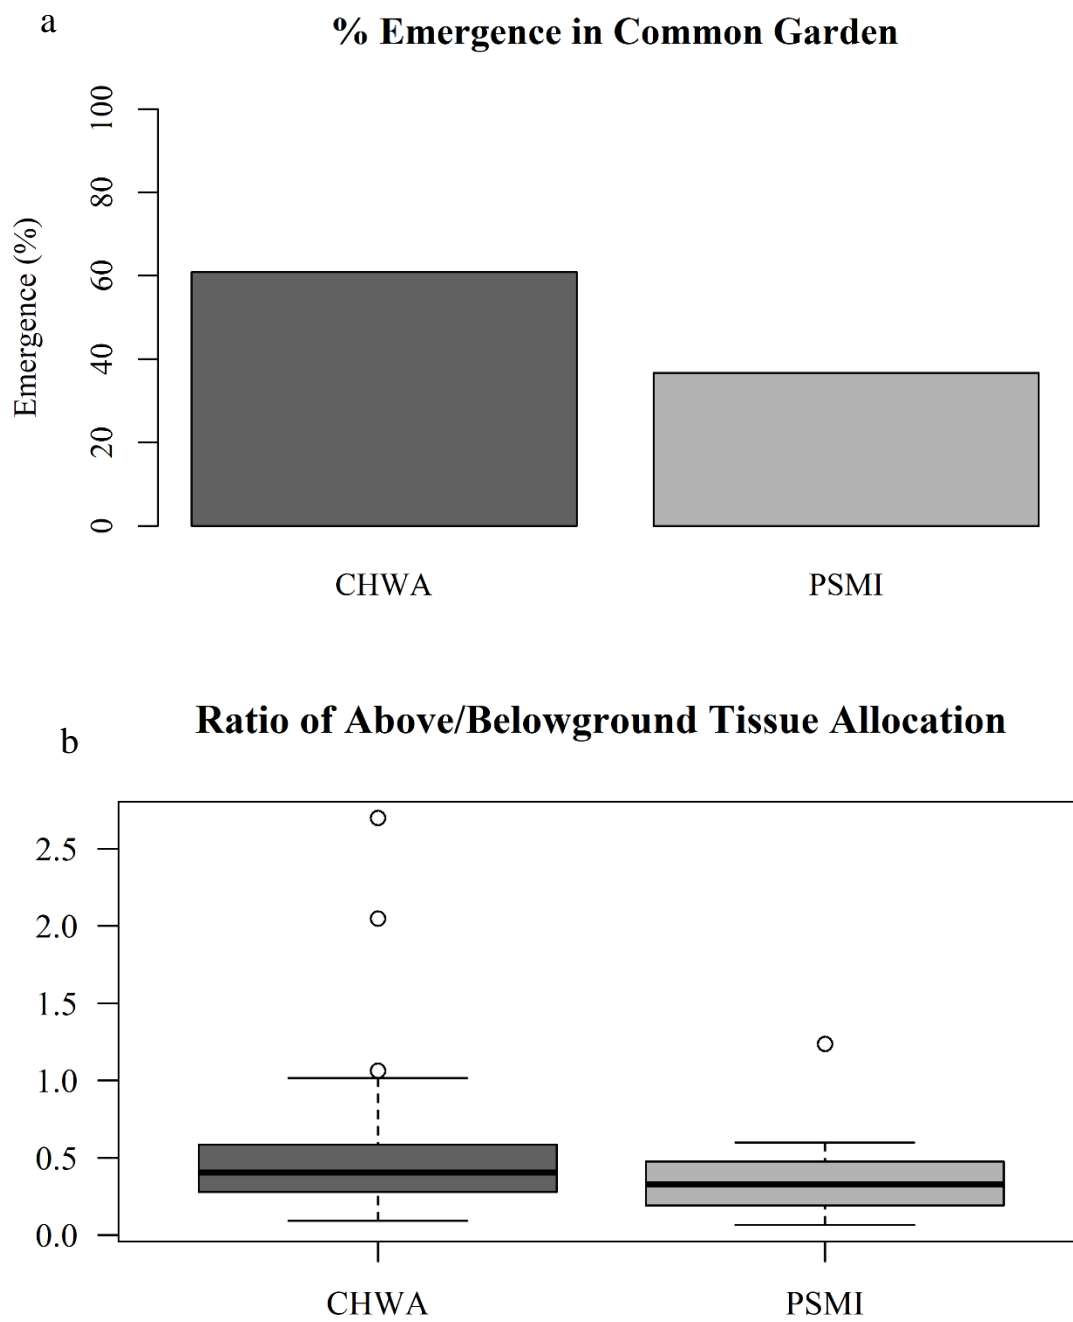 a
% Emergence in Common Garden
100
80
60
40
20
0
Emergence (%)
CHWA
PSMI
b
Ratio of Above/Belowground Tissue Allocation
2.5
2.0
1.5
1.0
0.5
0.0
CHWA
PSMI